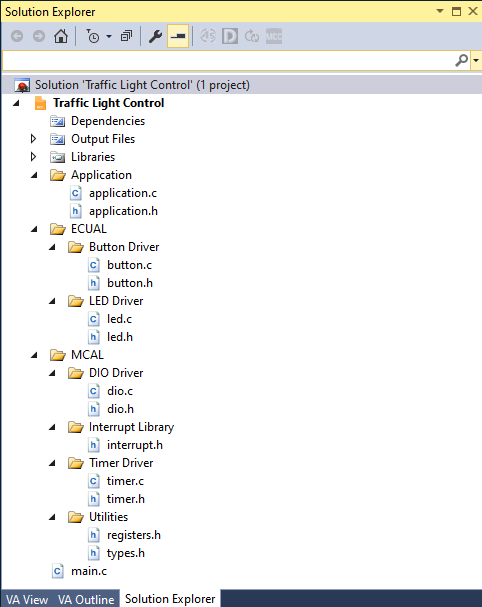 Solution Explorer
Solution 'Traffic Light Control' (1 project)
Traffic Light Control
Dependencies
Output Files
Libraries
Application
application.c
application.h
ECUAL
Button Driver
button.c
button.h
LED Driver
led.c
led.h
MCAL
DIO Driver
dio.c
dio.h
Interrupt Library
interrupt.h
Timer Driver
timer.c
timer.h
Utilities
registers.h
types.h
main.c
VA View VA Outline Solution Explorer